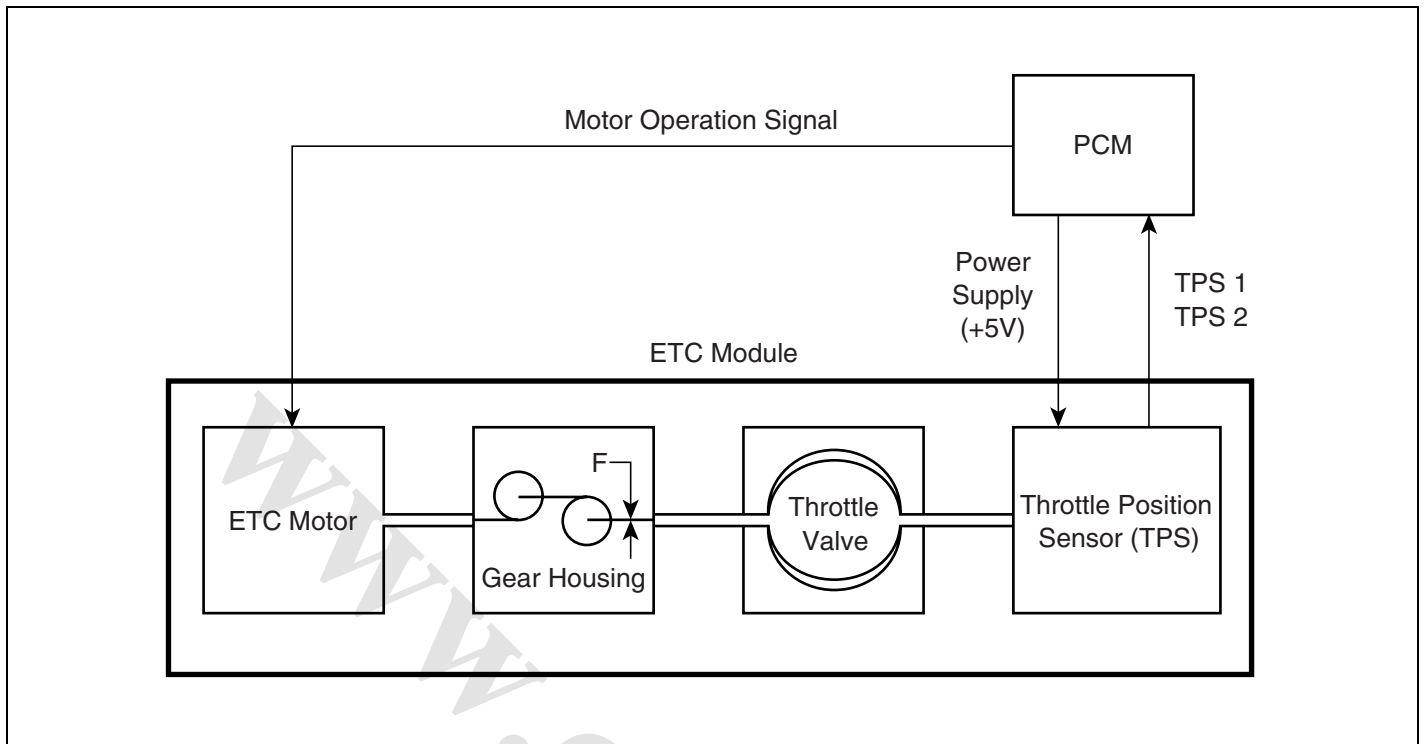 Motor Operation Signal
PCM
Power
Supply
(+5V)
TPS 1
TPS 2
ETC Module
ETC Motor
F
Gear Housing
Throttle
Valve
Throttle Position
Sensor (TPS)
www.